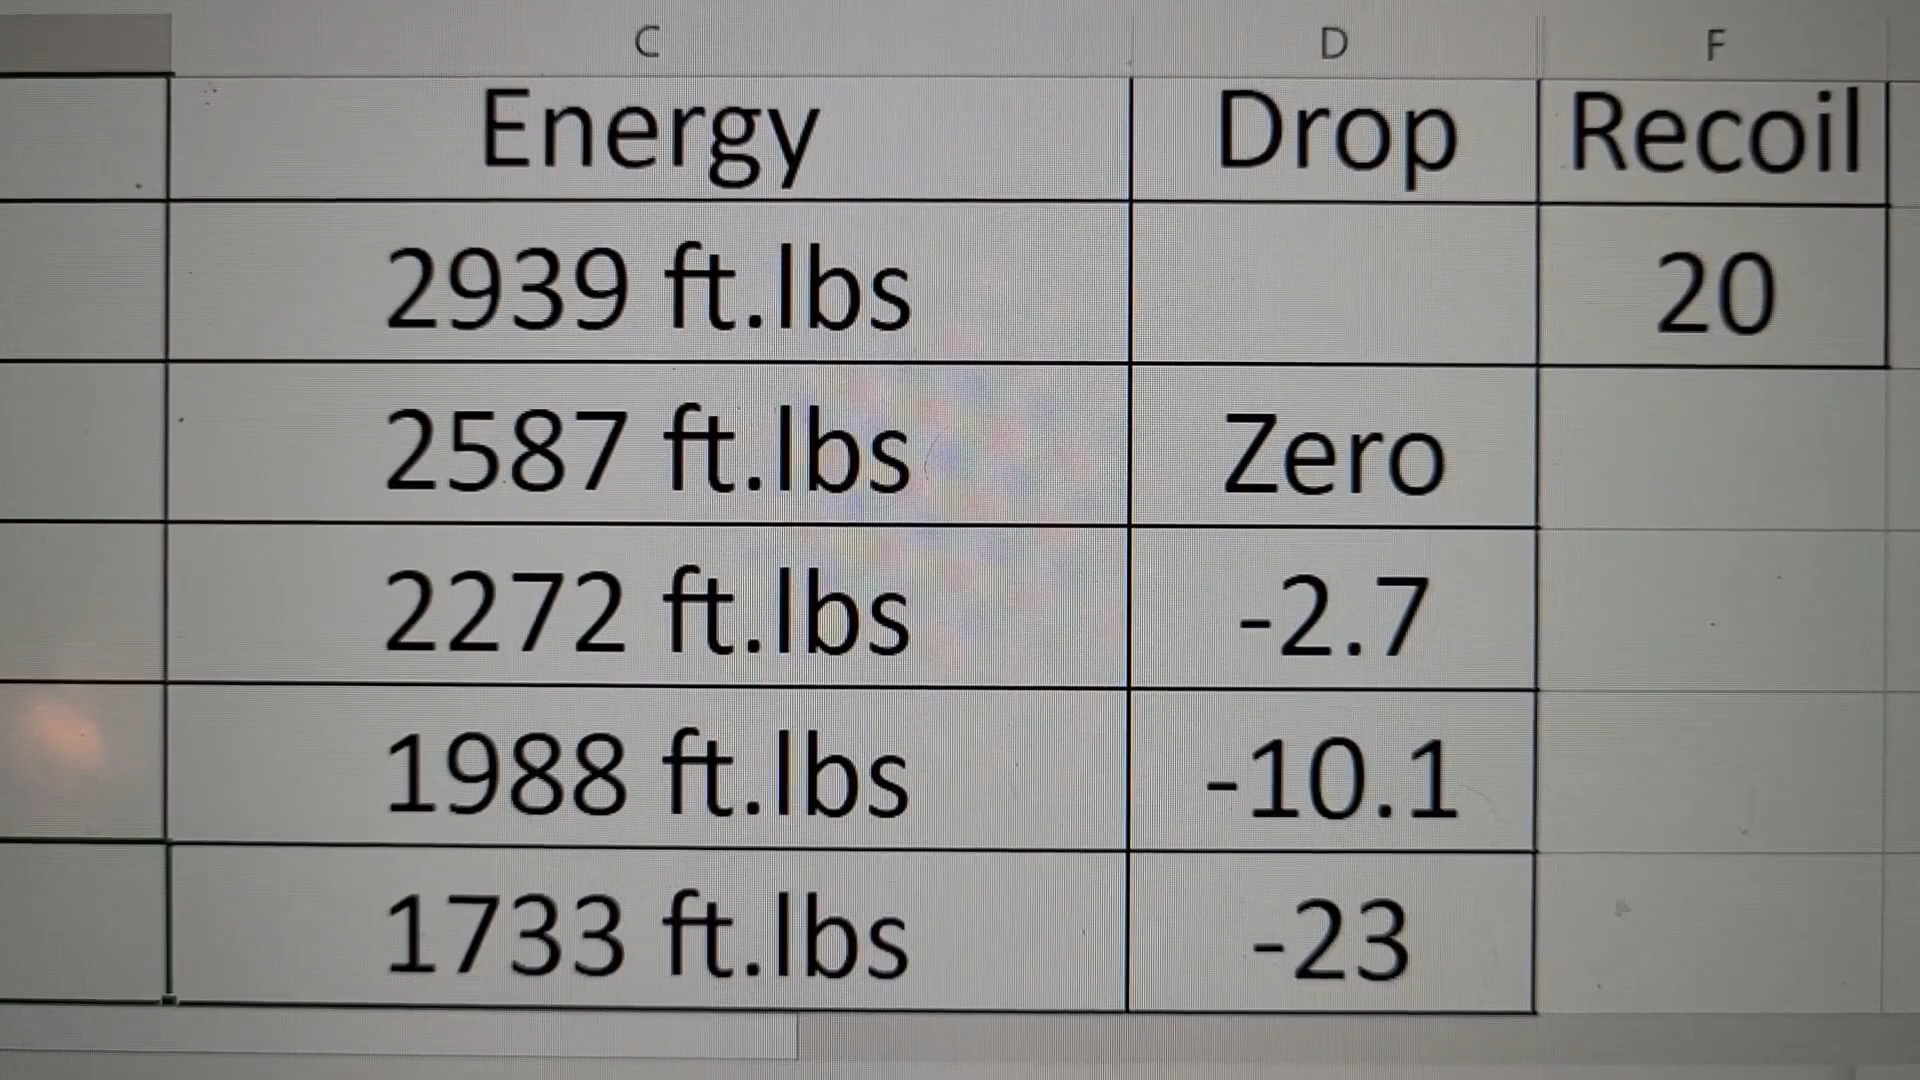 C D F
Energy Drop Recoil
2939 ft.lbs 20
2587 ft.lbs Zero
2272 ft.lbs -2.7
1988 ft.lbs -10.1
1733 ft.lbs -23